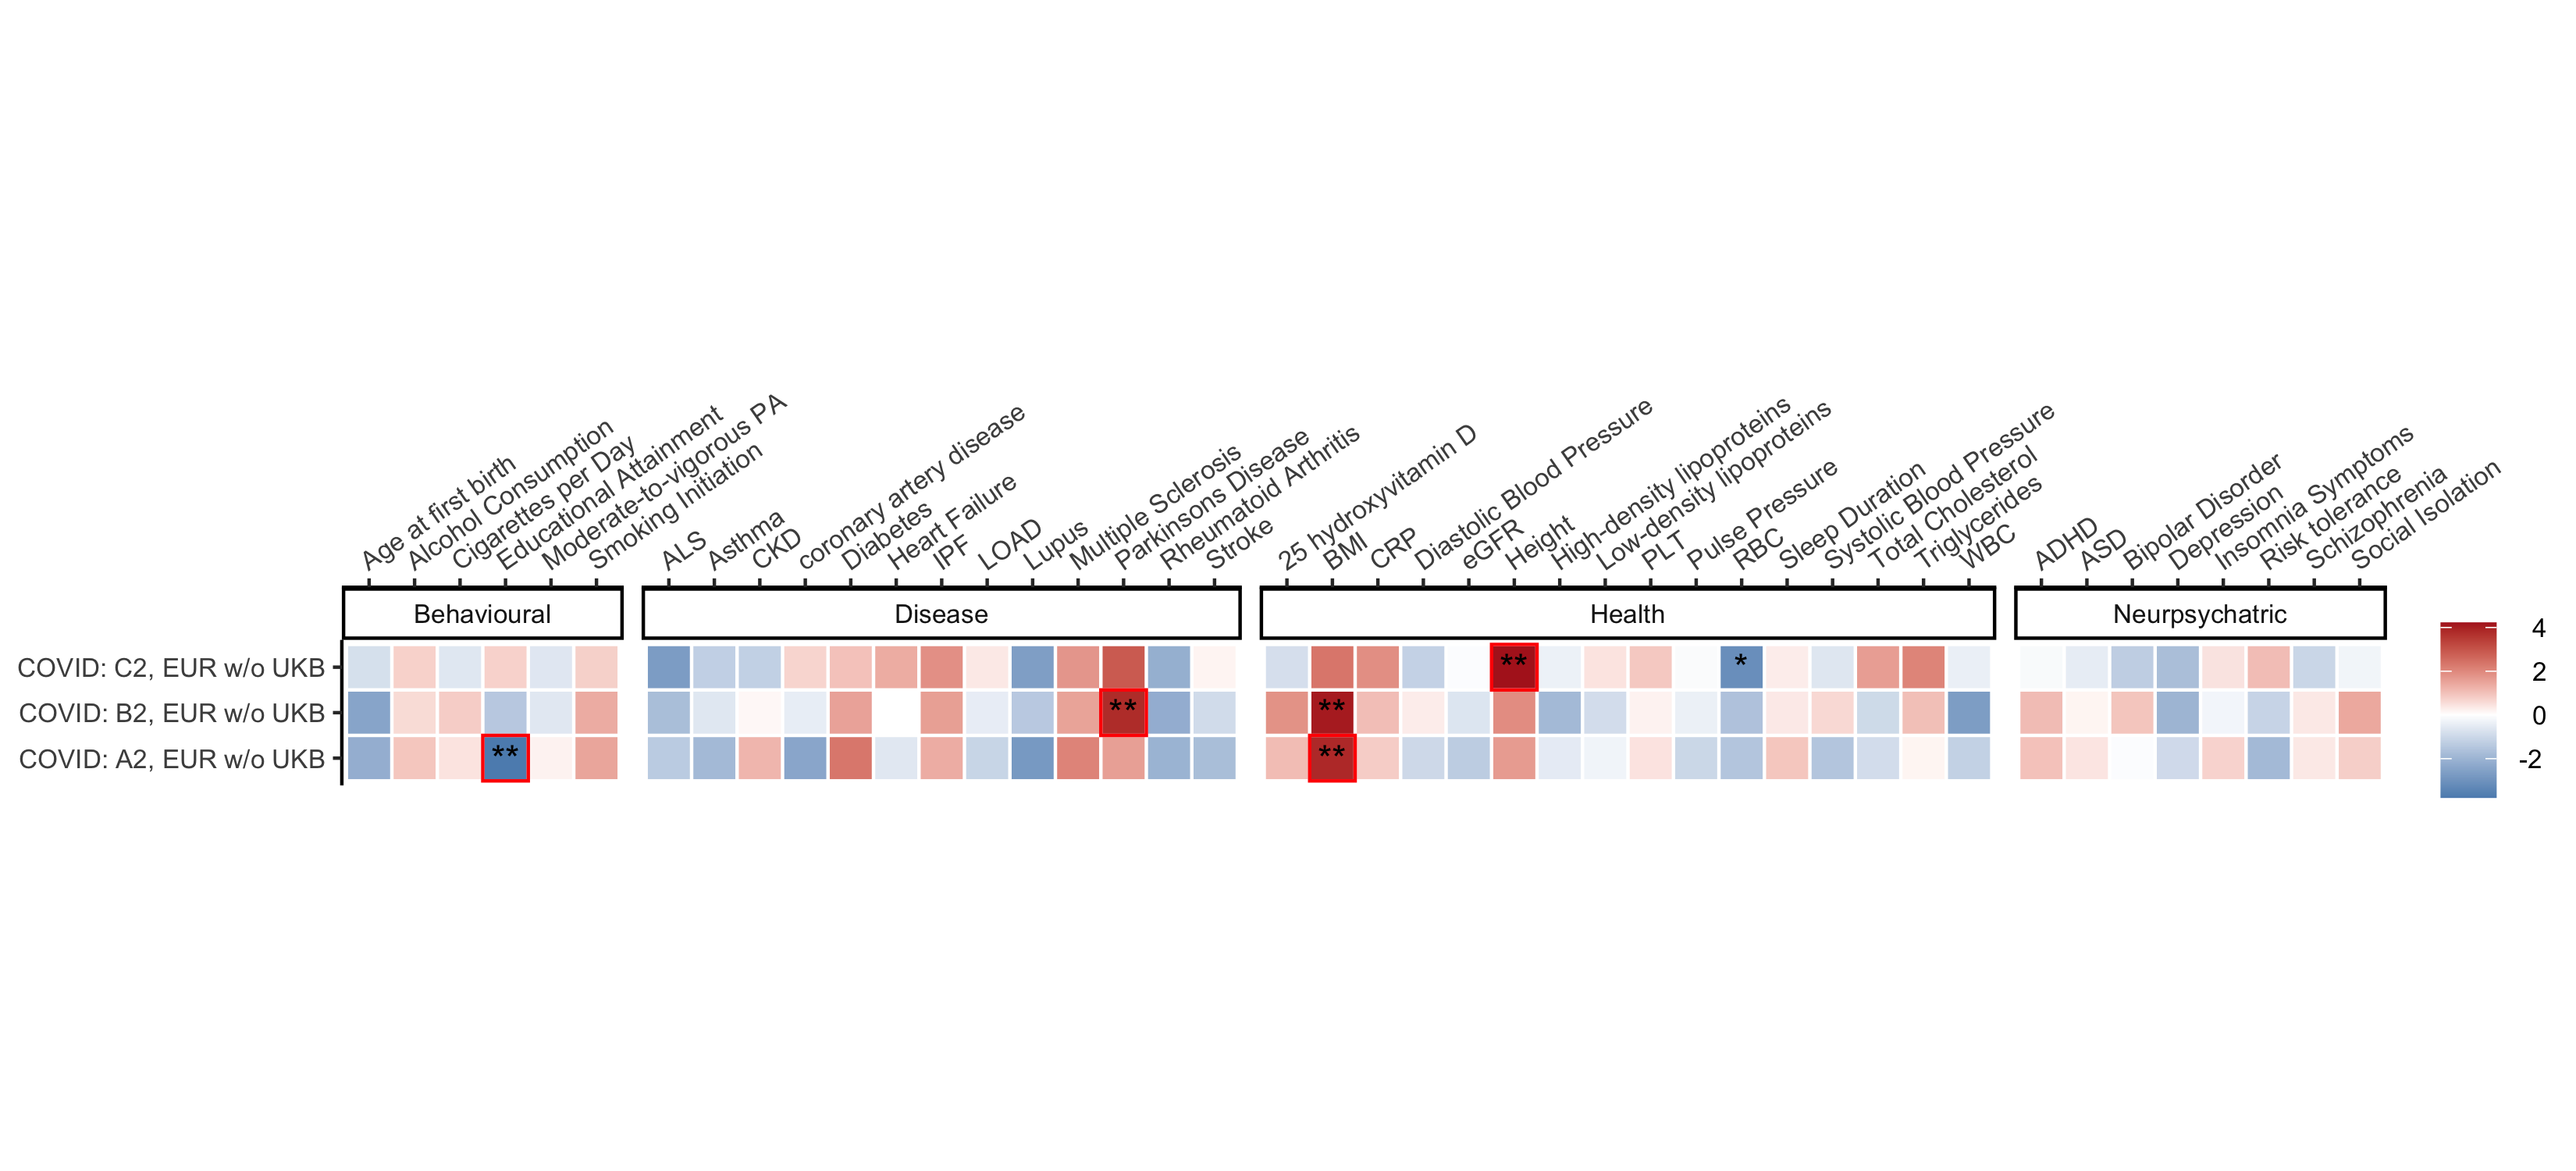 Age at first birth
Alcohol Consumption
Cigarettes per Day
Educational Attainment
Moderate-to-vigorous PA
Smoking Initiation
ALS
Asthma
CKD
coronary artery disease
Diabetes
Heart Failure
IPF
LOAD
Lupus
Multiple Sclerosis
Parkinsons Disease
Rheumatoid Arthritis
Stroke
25 hydroxyvitamin D
BMI
CRP
Diastolic Blood Pressure
eGFR
Height
High-density lipoproteins
Low-density lipoproteins
PLT
Pulse Pressure
RBC
Sleep Duration
Systolic Blood Pressure
Total Cholesterol
Triglycerides
WBC
ADHD
ASD
Bipolar Disorder
Depression
Insomnia Symptoms
Risk tolerance
Schizophrenia
Social Isolation
Behavioural
Disease
Health
Neurpsychatric
COVID: C2, EUR w/o UKB
** *
COVID: B2, EUR w/o UKB
** **
COVID: A2, EUR w/o UKB
** **
4
2
0
-2